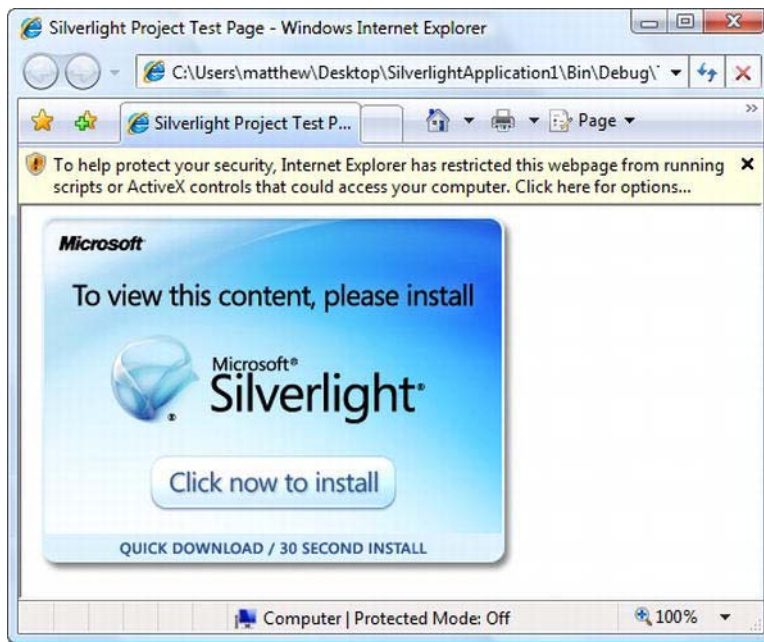 Silverlight Project Test Page - Windows Internet Explorer
C:\Users\matthew\Desktop\SilverlightApplication1\Bin\Debug\
Silverlight Project Test P...
Page
To help protect your security, Internet Explorer has restricted this webpage from running
scripts or ActiveX controls that could access your computer. Click here for options...
Microsoft
To view this content, please install
Microsoft®
Silverlight®
Click now to install
QUICK DOWNLOAD / 30 SECOND INSTALL
Computer | Protected Mode: Off
100%